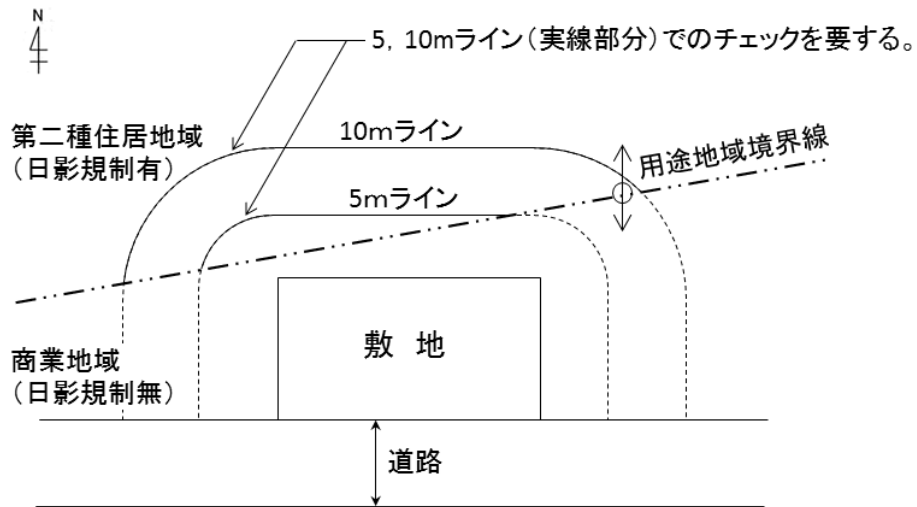 N
5，10mライン（実線部分）でのチェックを要する。
第二種住居地域
（日影規制有）
10mライン
用途地域境界線
5mライン
敷 地
商業地域
（日影規制無）
道路